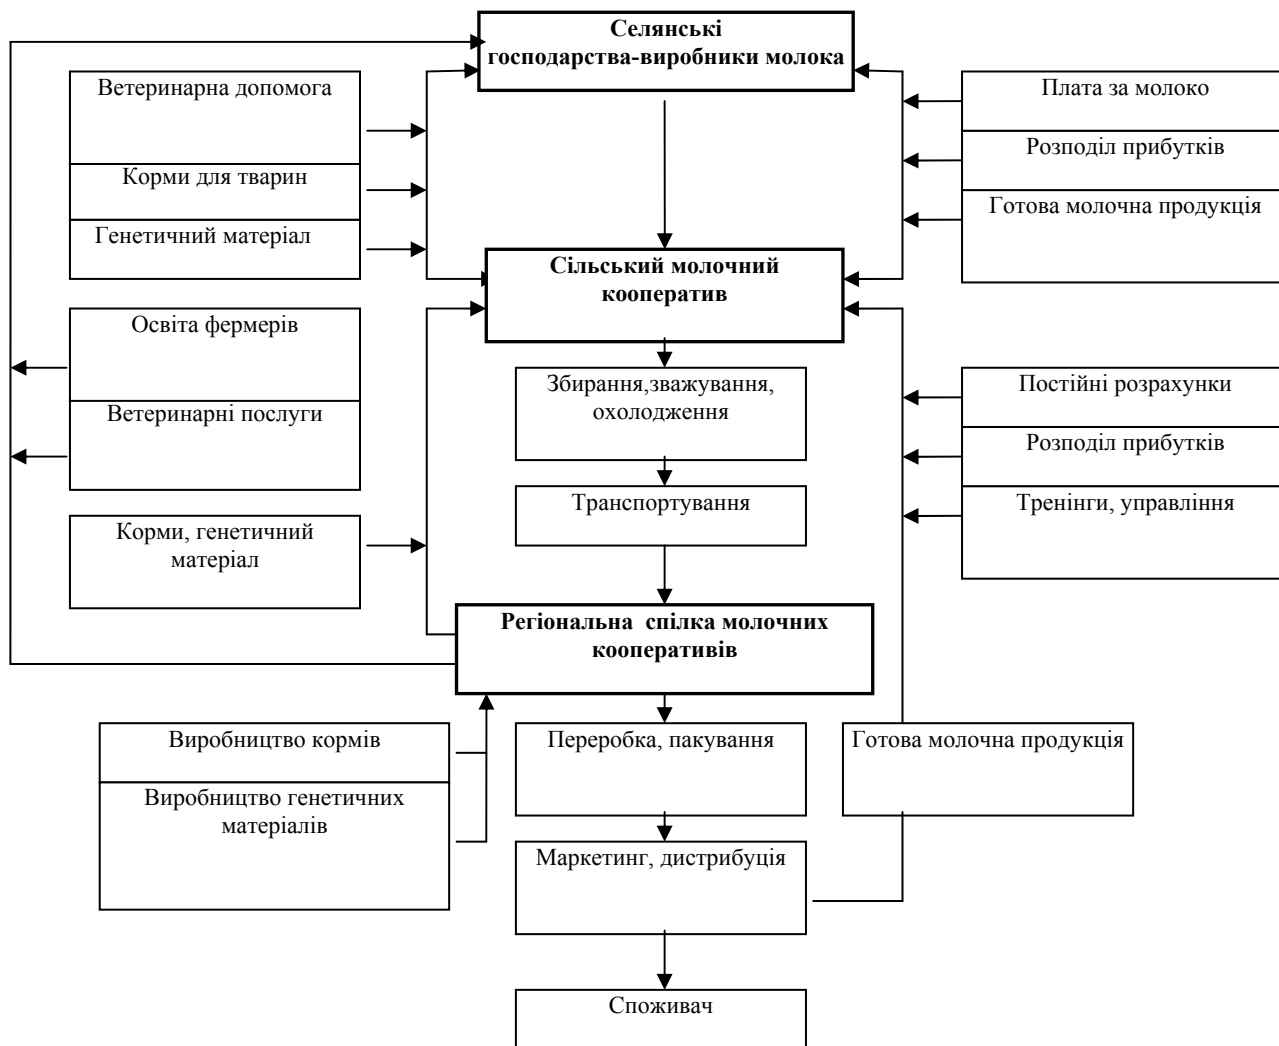 Селянські
господарства-виробники молока
Ветеринарна допомога
Корми для тварин
Генетичний матеріал
Плата за молоко
Розподіл прибутків
Готова молочна продукція
Сільський молочний
кооператив
Освіта фермерів
Ветеринарні послуги
Корми, генетичний
матеріал
Збирання,зважування,
охолодження
Транспортування
Постійні розрахунки
Розподіл прибутків
Тренінги, управління
Регіональна спілка молочних
кооперативів
Виробництво кормів
Виробництво генетичних
матеріалів
Переробка, пакування
Готова молочна продукція
Маркетинг, дистрибуція
Споживач